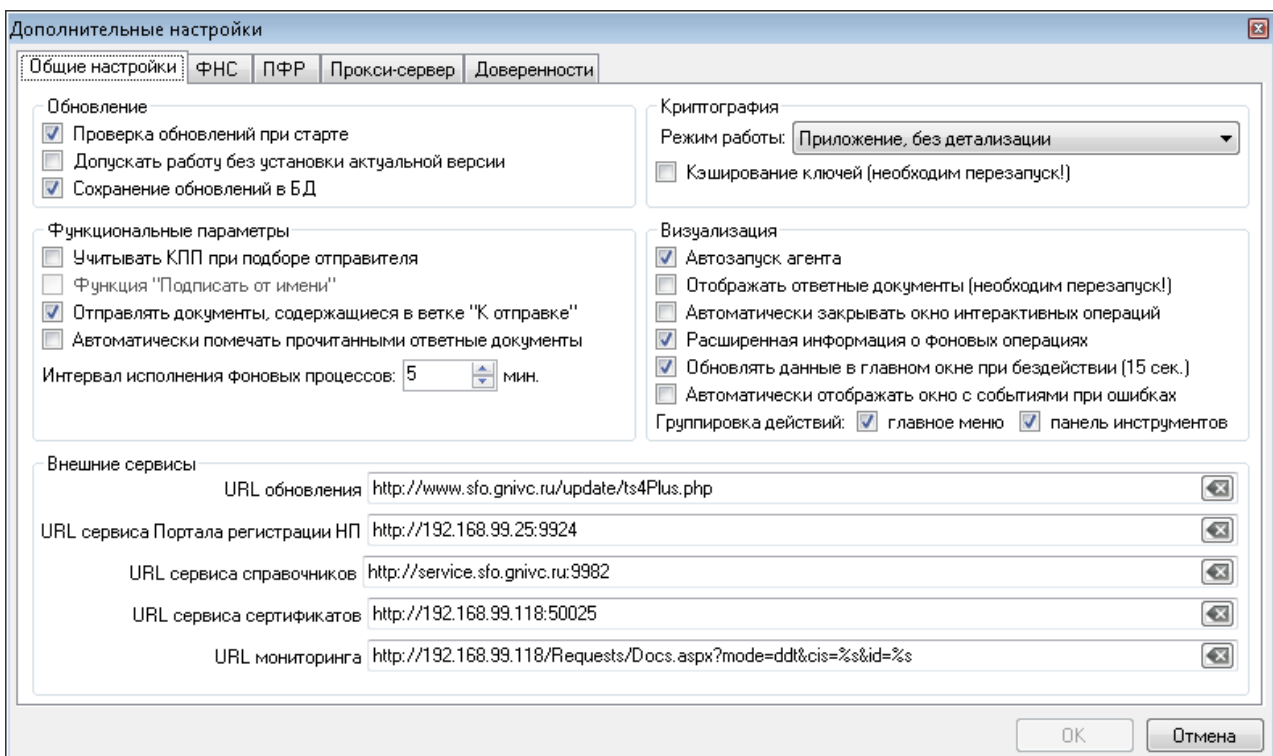 Дополнительные настройки
Общие настройки ФНС ПФР Прокси-сервер Доверенности
Обновление
Проверка обновлений при старте
Допускать работу без установки актуальной версии
Сохранение обновлений в БД
Криптография
Режим работы: Приложение, без детализации
Кэширование ключей (необходим перезапуск!)
Функциональные параметры
Учитывать КПП при подборе отправителя
Функция "Подписать от имени"
Отправлять документы, содержащиеся в ветке "К отправке"
Автоматически помечать прочитанными ответные документы
Интервал исполнения фоновых процессов: 5 мин.
Визуализация
Автозапуск агента
Отображать ответные документы (необходим перезапуск!)
Автоматически закрывать окно интерактивных операций
Расширенная информация о фоновых операциях
Обновлять данные в главном окне при бездействии (15 сек.)
Автоматически отображать окно с событиями при ошибках
Группировка действий: главное меню панель инструментов
Внешние сервисы
URL обновления http://www.sfo.gnivc.ru/update/ts4Plus.php
URL сервиса Портала регистрации НП http://192.168.99.25:9924
URL сервиса справочников http://service.sfo.gnivc.ru:9982
URL сервиса сертификатов http://192.168.99.118:50025
URL мониторинга http://192.168.99.118/Requests/Docs.aspx?mode=ddt&cis=%s&id=%s
OK Отмена